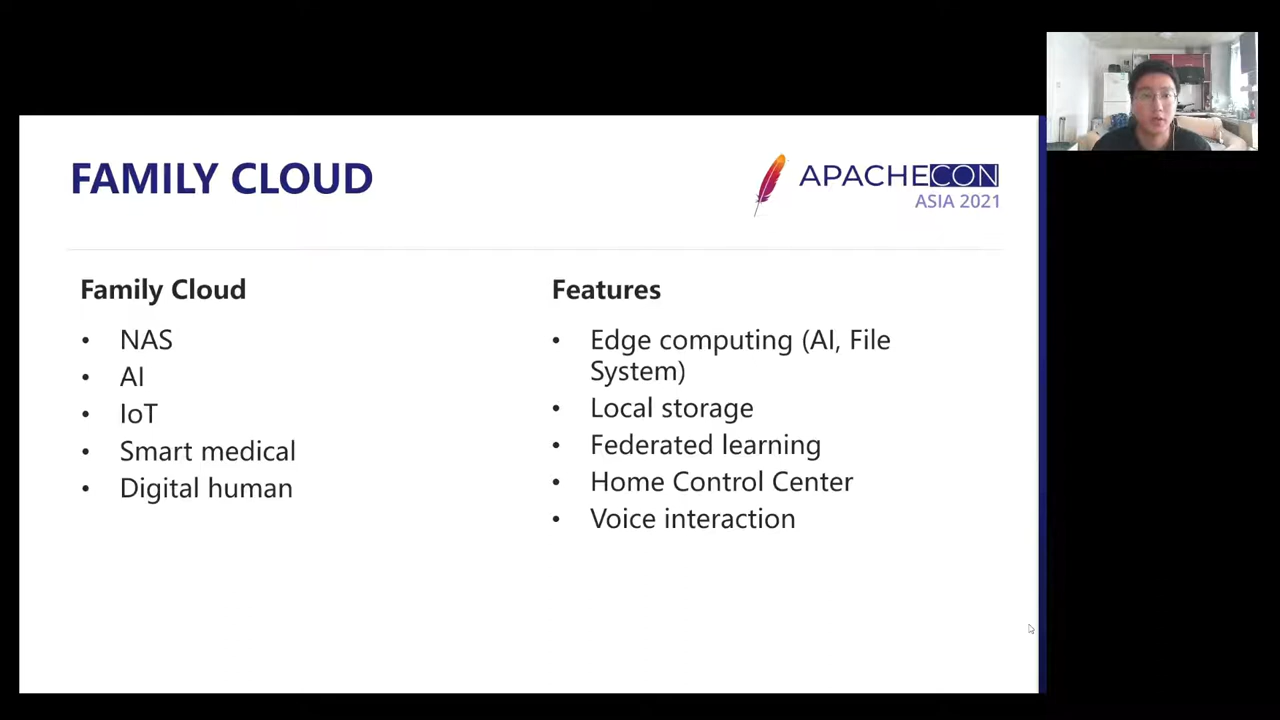 FAMILY CLOUD
APACHECON
ASIA 2021
Family Cloud
• NAS
• AI
• IoT
• Smart medical
• Digital human
Features
• Edge computing (AI, File
System)
• Local storage
• Federated learning
• Home Control Center
• Voice interaction